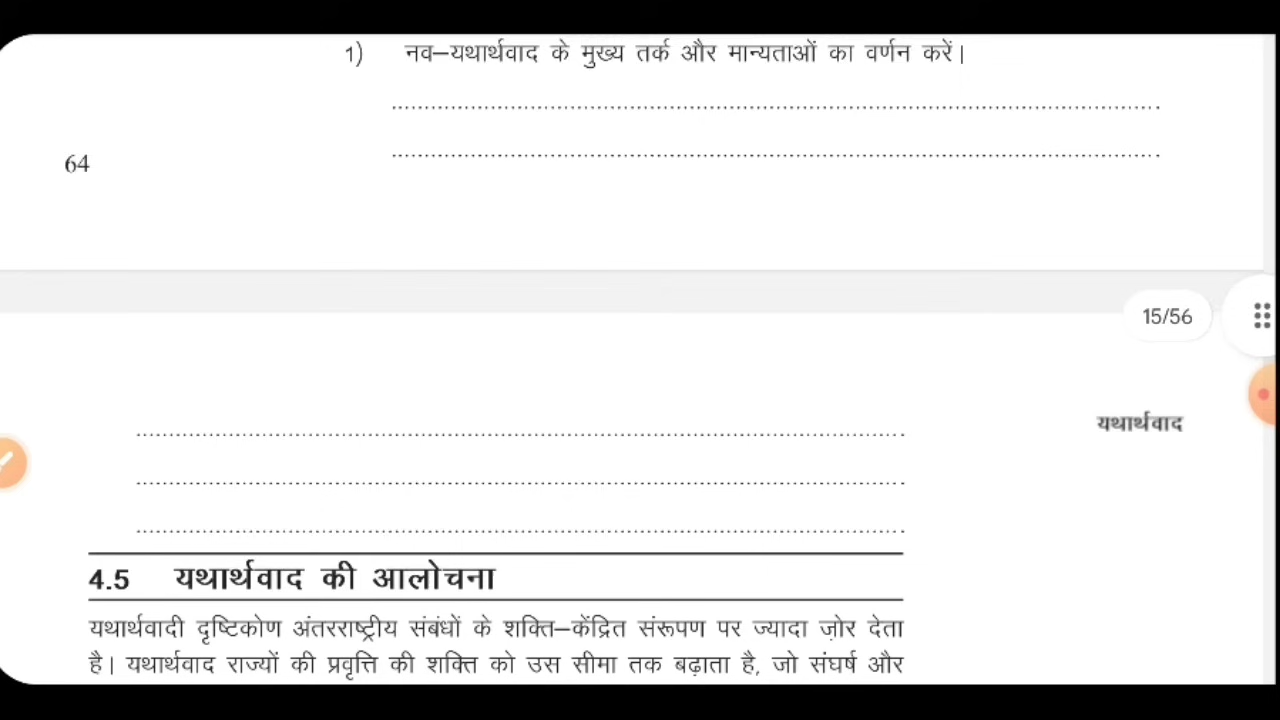 1) नव–यथार्थवाद के मुख्य तर्क और मान्यताओं का वर्णन करें।
64
15/56
यथार्थवाद
4.5 यथार्थवाद की आलोचना
यथार्थवादी दृष्टिकोण अंतरराष्ट्रीय संबंधों के शक्ति–केंद्रित संरूपण पर ज्यादा ज़ोर देता
है। यथार्थवाद राज्यों की प्रवृत्ति की शक्ति को उस सीमा तक बढ़ाता है, जो संघर्ष और